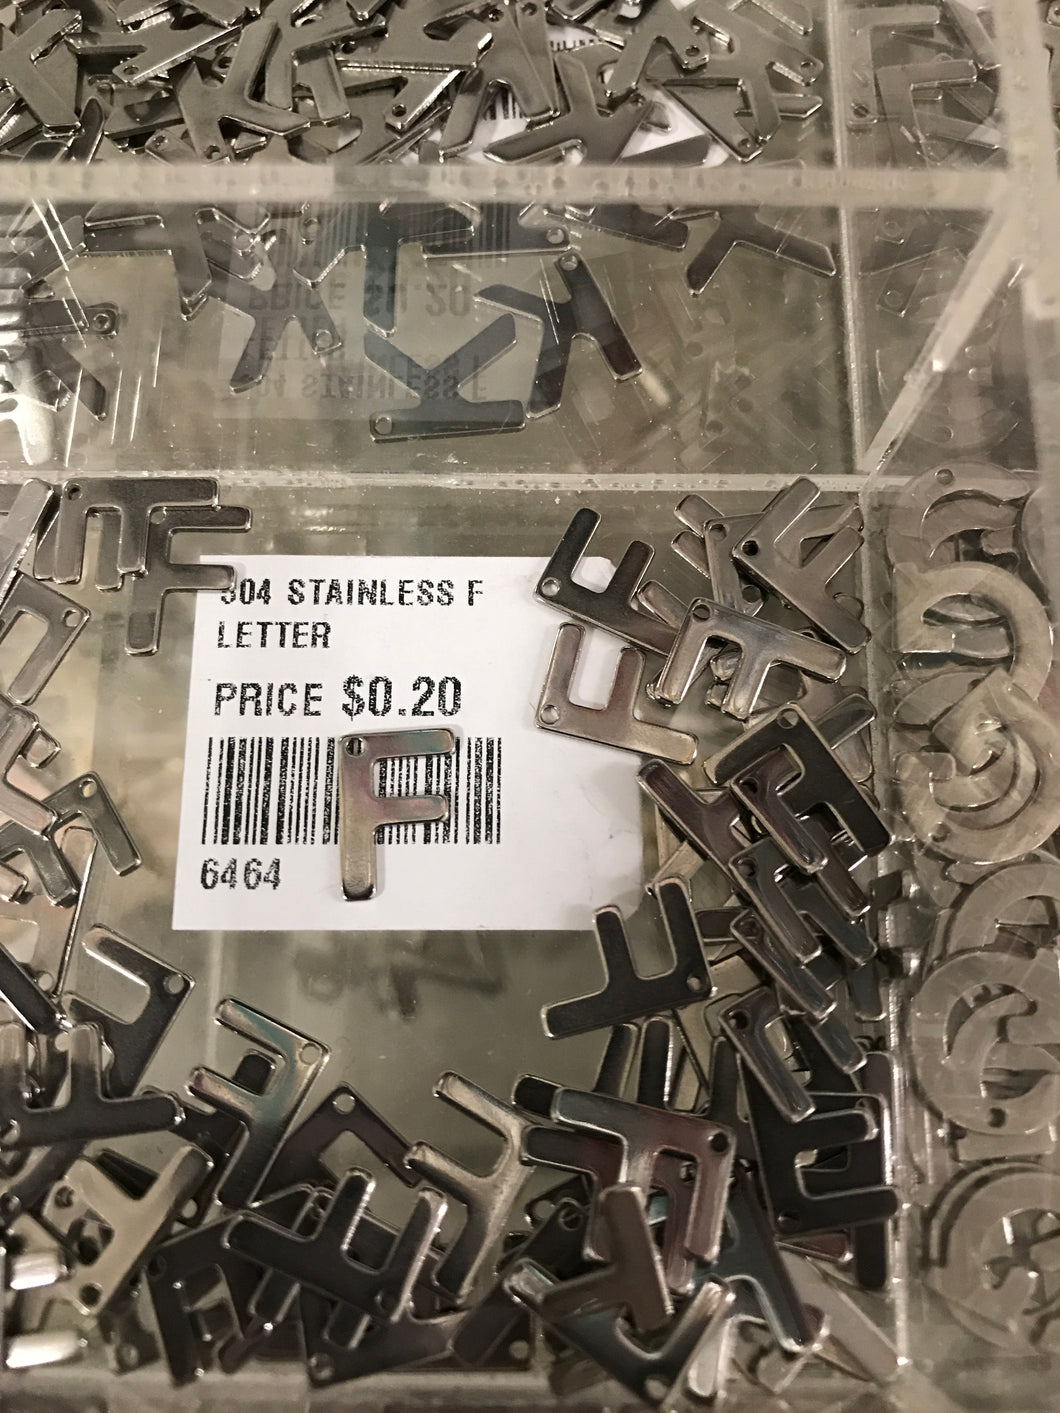 304 STAINLESS F
LETTER
PRICE $0.20
6464